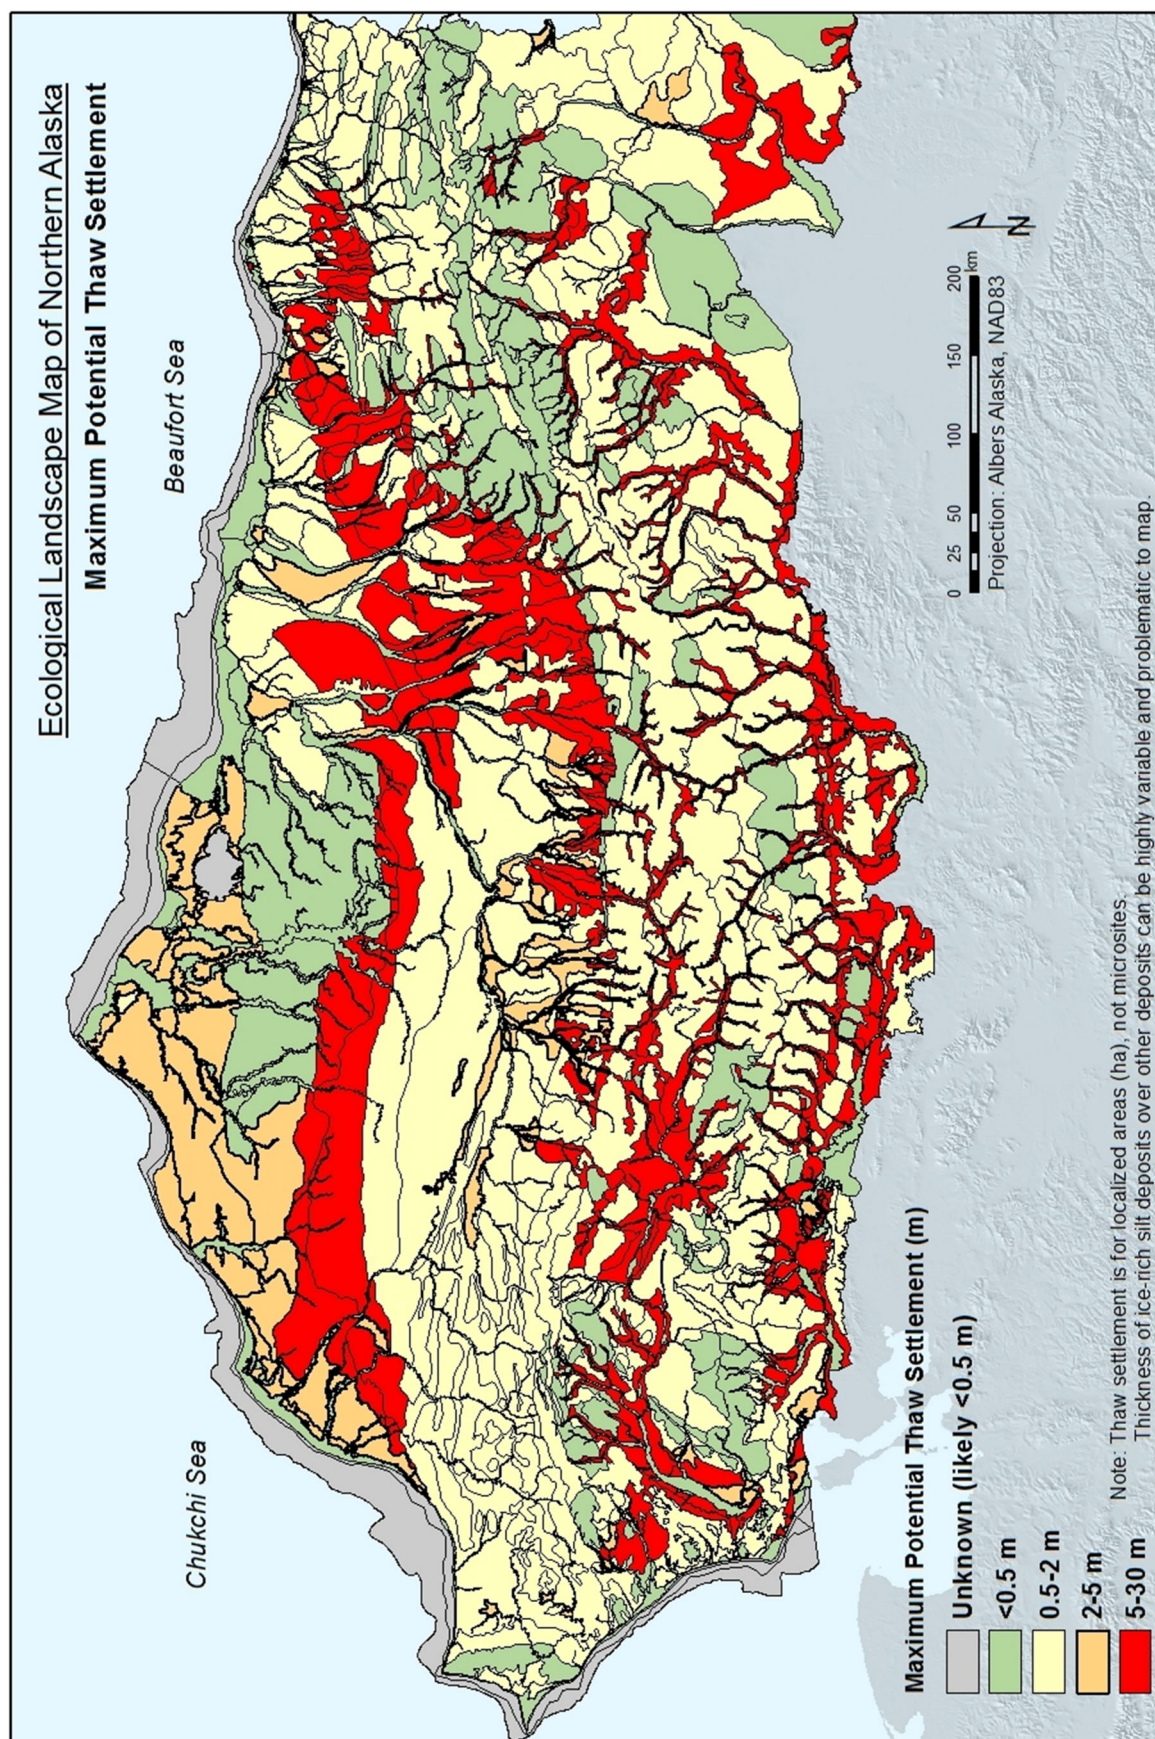 Ecological Landscape Map of Northern Alaska
Maximum Potential Thaw Settlement
Beaufort Sea
Chukchi Sea
Maximum Potential Thaw Settlement (m)
Unknown (likely <0.5 m)
<0.5 m
0.5-2 m
2-5 m
5-30 m
0 25 50 100 150 200
km
Projection: Albers Alaska, NAD83
N
Note: Thaw settlement is for localized areas (ha), not microsites.
Thickness of ice-rich silt deposits over other deposits can be highly variable and problematic to map.